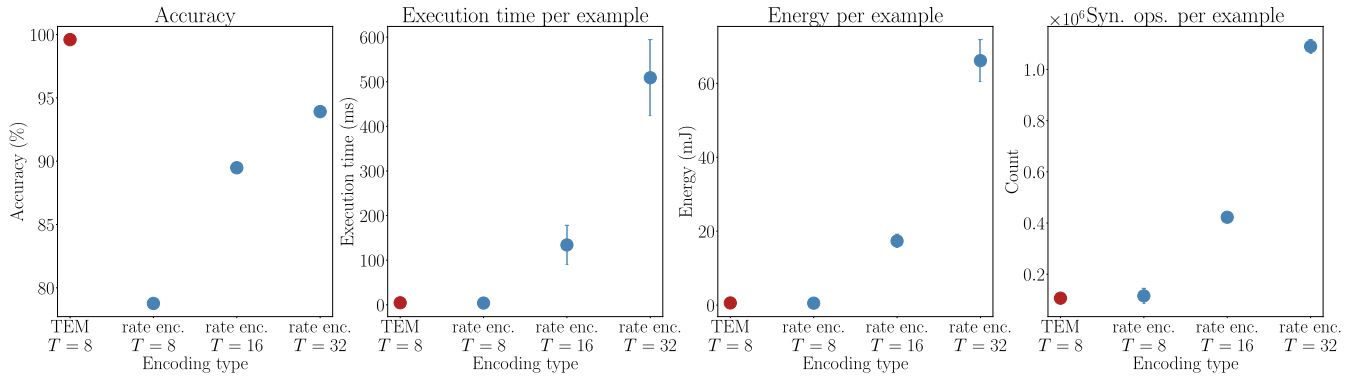 Accuracy
100
95
90
85
80
Accuracy (%)
TEM rate enc. rate enc. rate enc.
T = 8 T = 8 T = 16 T = 32
Encoding type
Execution time per example
600
500
400
300
200
100
0
Execution time (ms)
TEM rate enc. rate enc. rate enc.
T = 8 T = 8 T = 16 T = 32
Encoding type
Energy per example
60
40
20
0
Energy (mJ)
TEM rate enc. rate enc. rate enc.
T = 8 T = 8 T = 16 T = 32
Encoding type
×10⁶ Syn. ops. per example
1.0
0.8
0.6
0.4
0.2
Count
TEM rate enc. rate enc. rate enc.
T = 8 T = 8 T = 16 T = 32
Encoding type